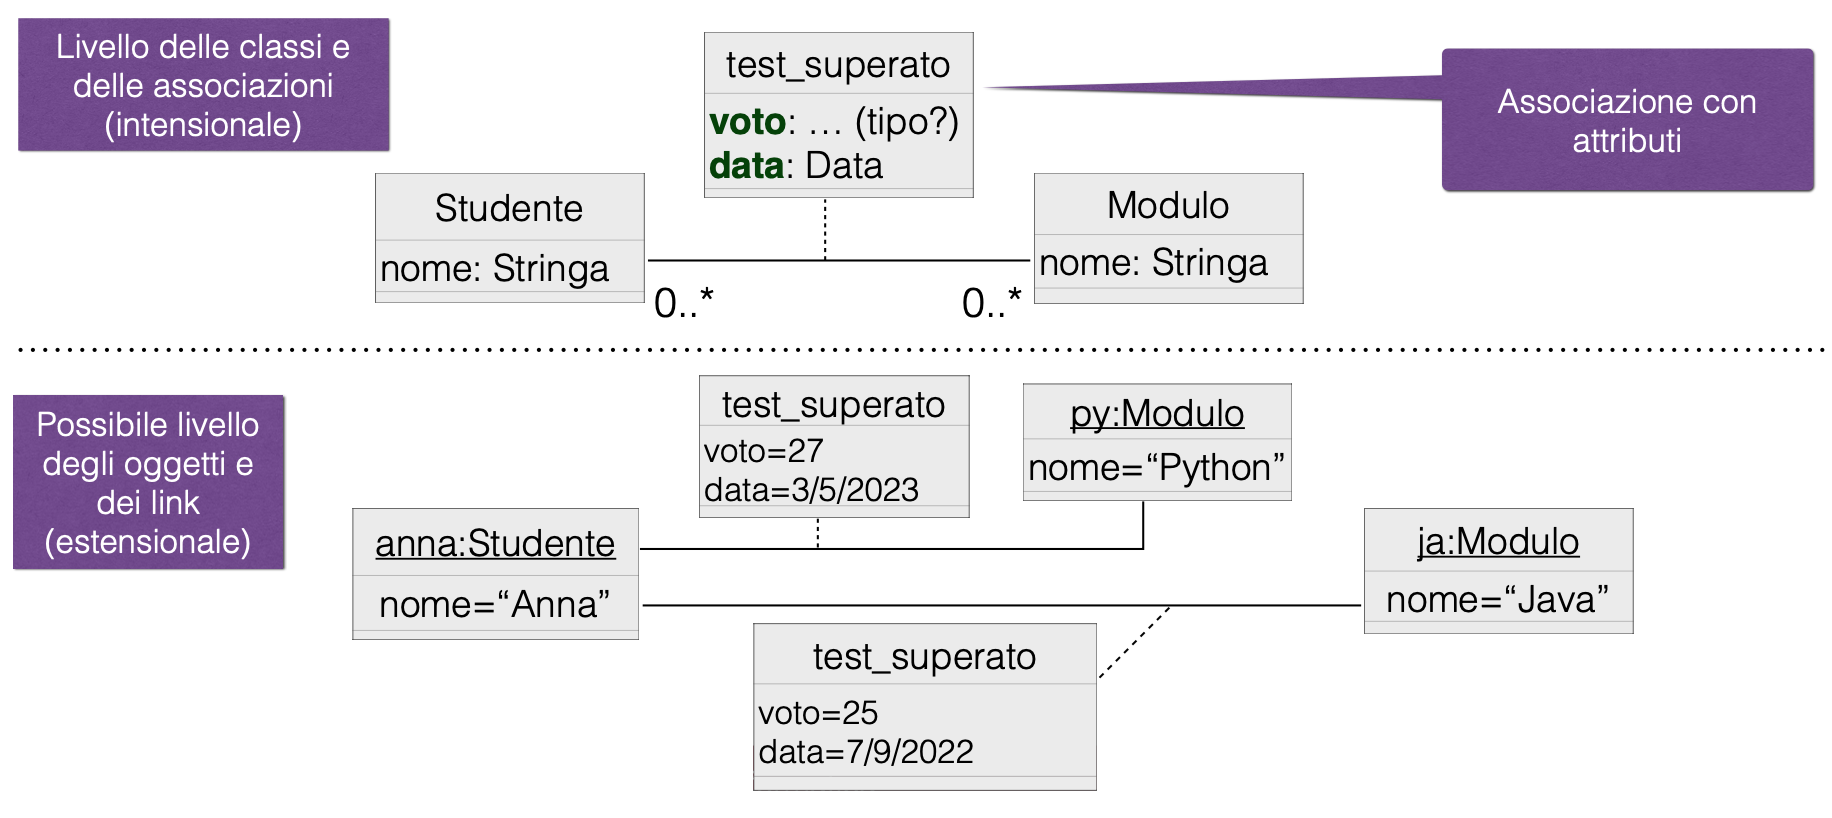 Livello delle classi e
delle associazioni
(intensionale)
test_superato
voto: … (tipo?)
data: Data
Associazione con
attributi
Studente
nome: Stringa
Modulo
nome: Stringa
0..*
0..*
Possibile livello
degli oggetti e
dei link
(estensionale)
test_superato
voto=27
data=3/5/2023
py:Modulo
nome=“Python”
anna:Studente
nome=“Anna”
ja:Modulo
nome=“Java”
test_superato
voto=25
data=7/9/2022